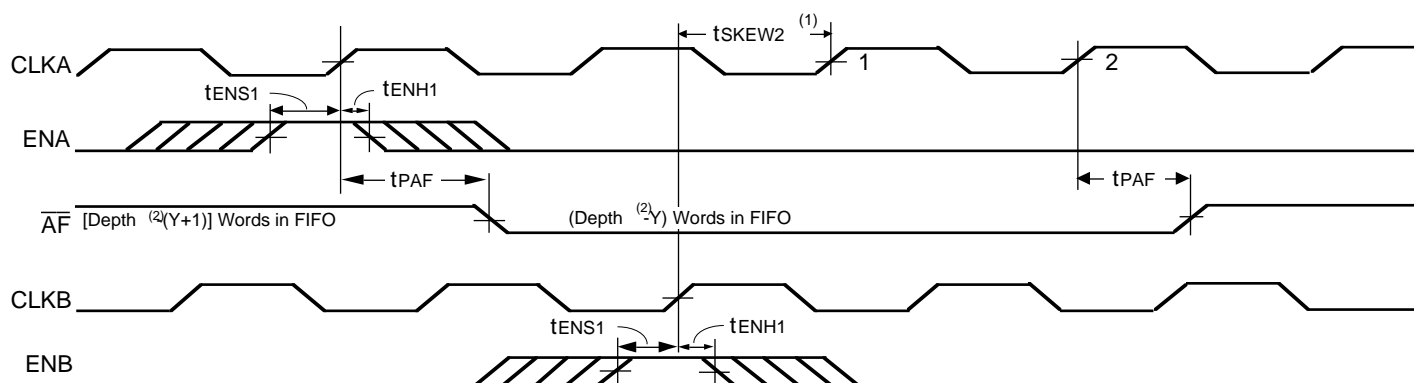 tSKEW2 (1)
CLKA
1
2
tENS1
tENH1
ENA
tPAF
tPAF
AF
[Depth (2)-(Y+1)] Words in FIFO
(Depth (2)-Y) Words in FIFO
CLKB
tENS1
tENH1
ENB